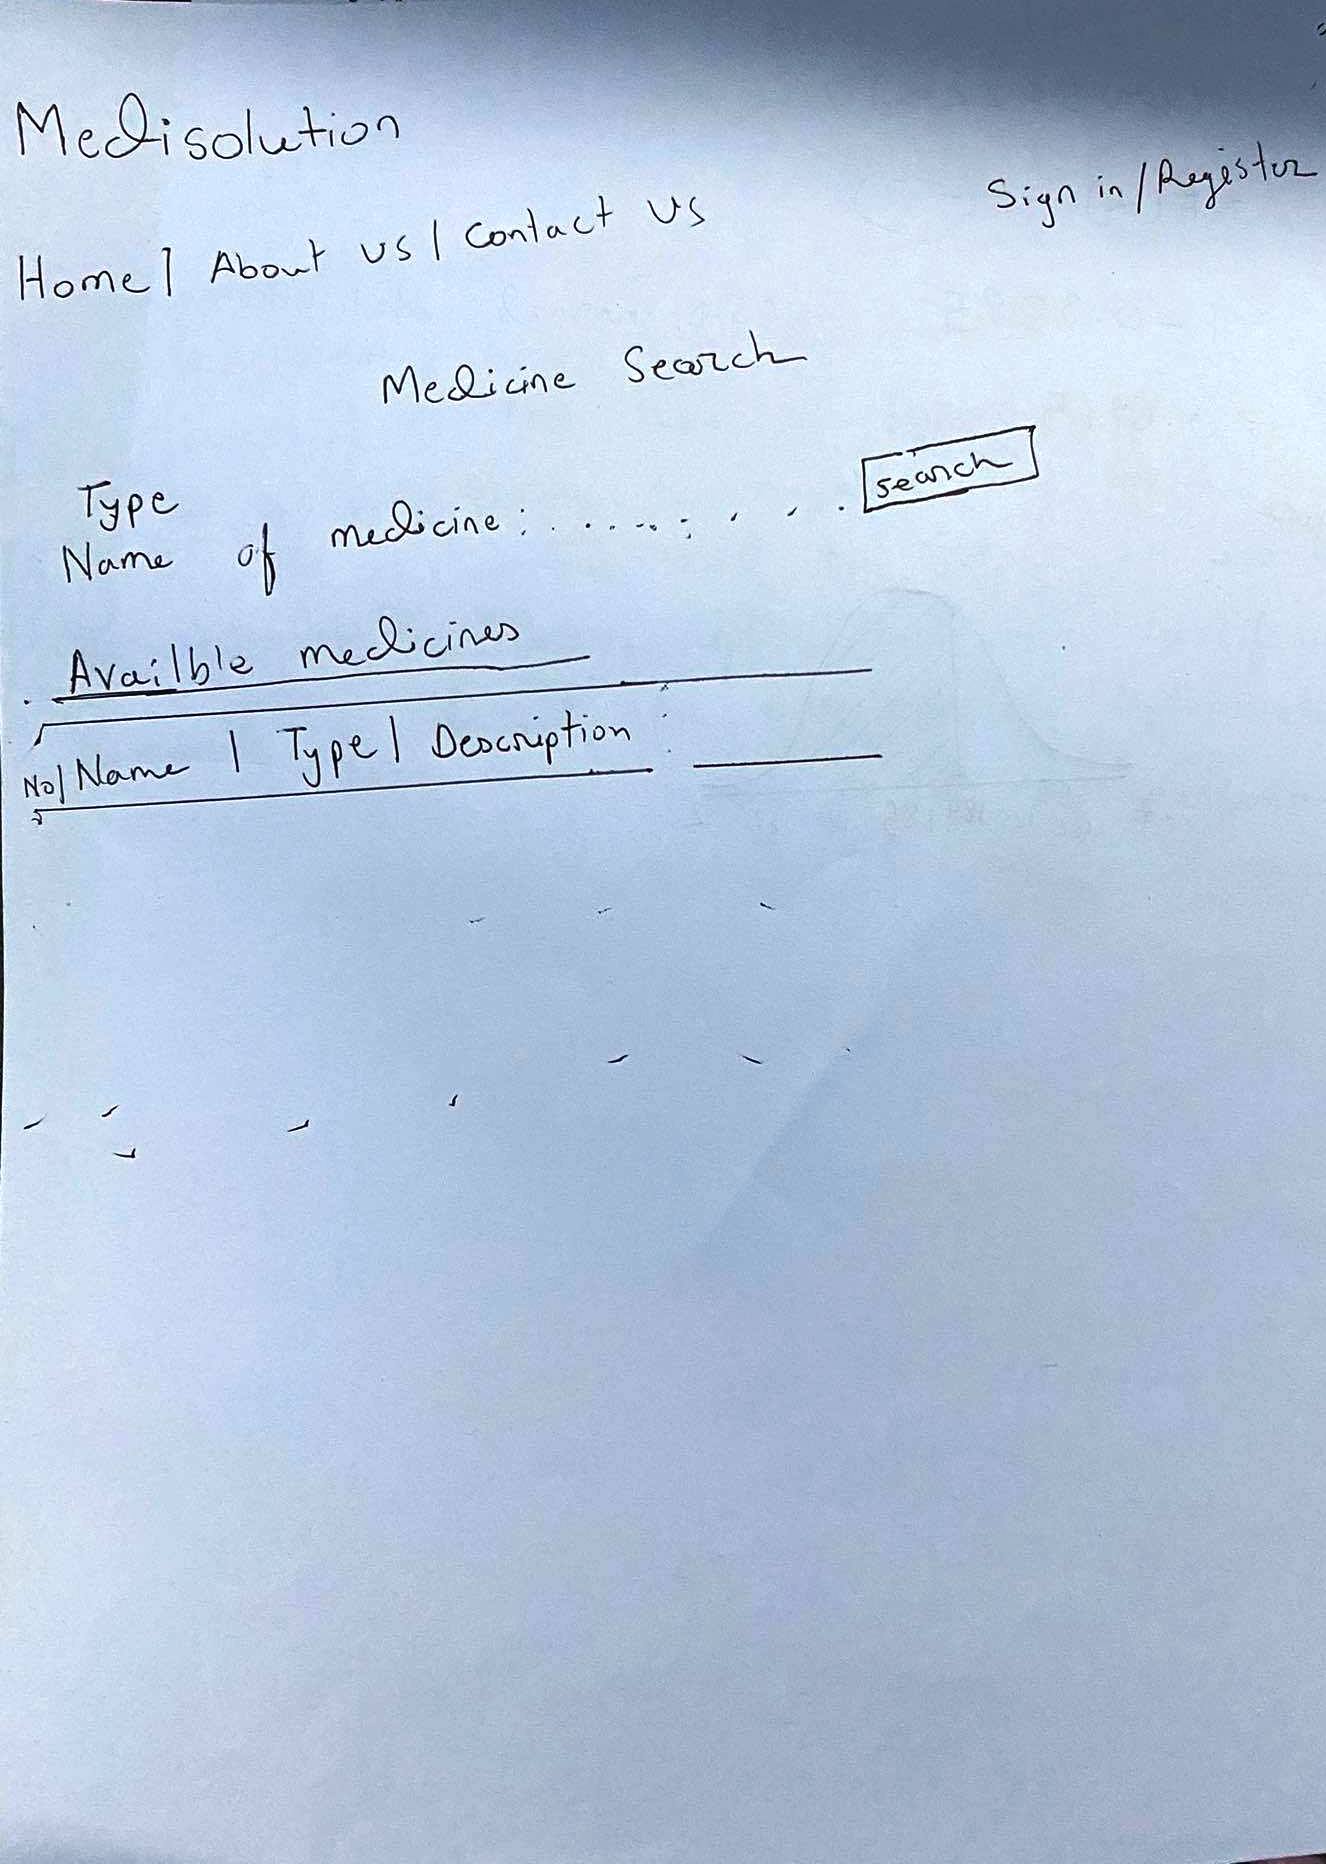 Medisolution
Sign in / Register
Home | About us | Contact us
Medicine Search
Type
Name of medicine: .......... search
Availble medicines
No | Name | Type | Description